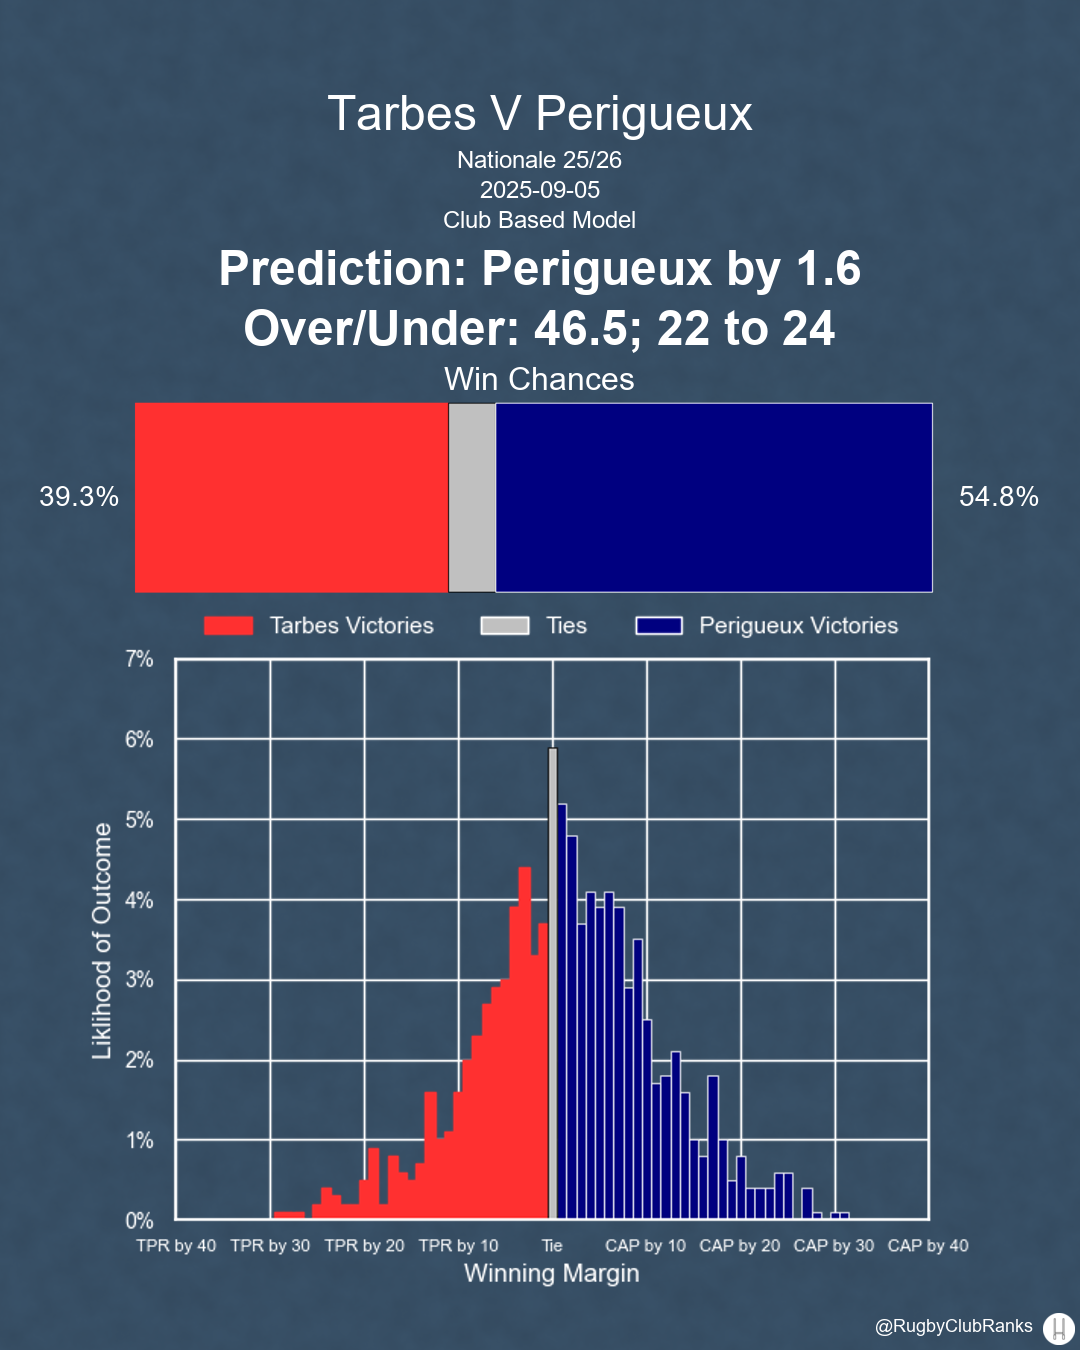 Tarbes V Perigueux
Nationale 25/26
2025-09-05
Club Based Model
Prediction: Perigueux by 1.6
Over/Under: 46.5; 22 to 24
Win Chances
39.3%
54.8%
Tarbes Victories
Ties
Perigueux Victories
7%
6%
5%
4%
3%
2%
1%
0%
Liklihood of Outcome
TPR by 40 TPR by 30 TPR by 20 TPR by 10 Tie CAP by 10 CAP by 20 CAP by 30 CAP by 40
Winning Margin
@RugbyClubRanks